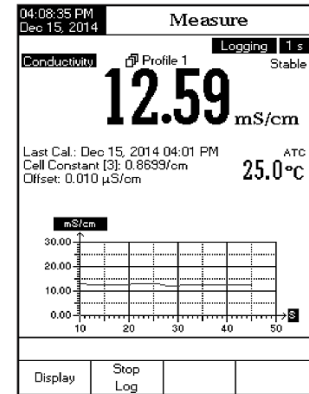 04:08:35 PM
Dec 15, 2014
Measure
Logging 1 s
Conductivity Profile 1 Stable
12.59 mS/cm
Last Cal.: Dec 15, 2014 04:01 PM
Cell Constant [3]: 0.8699/cm
Offset: 0.010 µS/cm
ATC
25.0°C
mS/cm
30.00
20.00
10.00
0.00
10 20 30 40 50 S
Display
Stop
Log